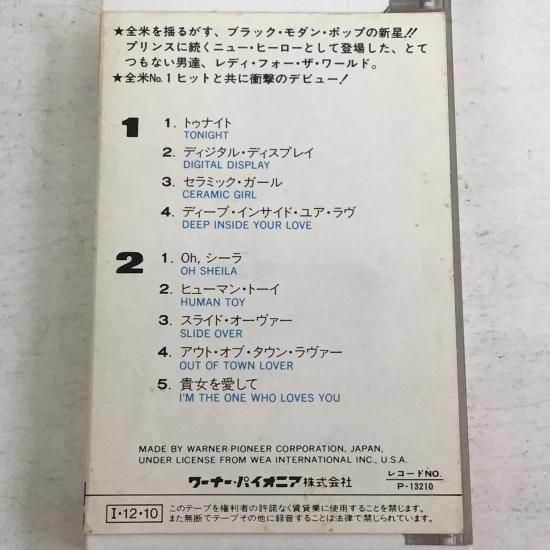 ★全米を揺るがす、ブラック・モダン・ポップの新星!!
プリンスに続くニュー・ヒーローとして登場した、とて
つもない男達、レディ・フォー・ザ・ワールド。
★全米No.1ヒットと共に衝撃のデビュー!
1
1. トゥナイト
TONIGHT
2. ディジタル・ディスプレイ
DIGITAL DISPLAY
3. セラミック・ガール
CERAMIC GIRL
4. ディープ・インサイド・ユア・ラヴ
DEEP INSIDE YOUR LOVE
2
1. Oh, シーラ
OH SHEILA
2. ヒューマン・トーイ
HUMAN TOY
3. スライド・オーヴァー
SLIDE OVER
4. アウト・オブ・タウン・ラヴァー
OUT OF TOWN LOVER
5. 貴女を愛して
I'M THE ONE WHO LOVES YOU
MADE BY WARNER-PIONEER CORPORATION, JAPAN,
UNDER LICENSE FROM WEA INTERNATIONAL INC., U.S.A.
ワーナー・パイオニア株式会社
レコードNO.
P-13210
I・12・10
このテープを権利者の許諾なく賃貸業に使用することを禁じます。
また無断でテープその他に録音することは法律で禁じられています。